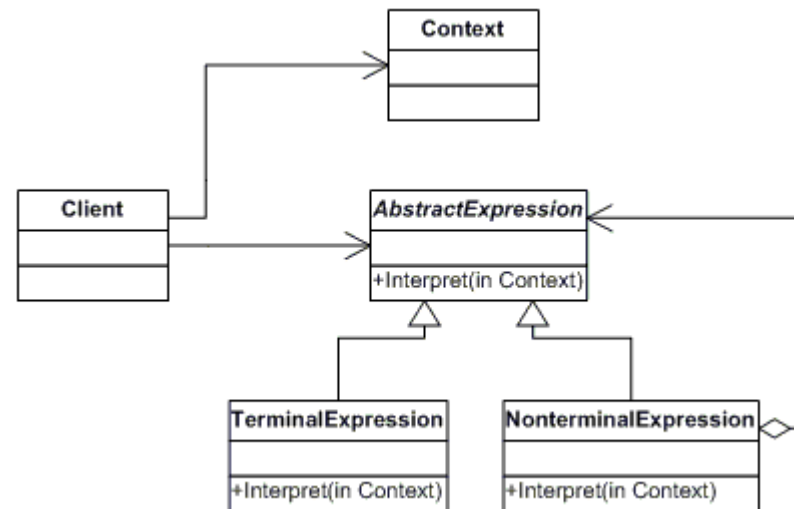 Context
Client
AbstractExpression
+Interpret(in Context)
TerminalExpression
+Interpret(in Context)
NonterminalExpression
+Interpret(in Context)